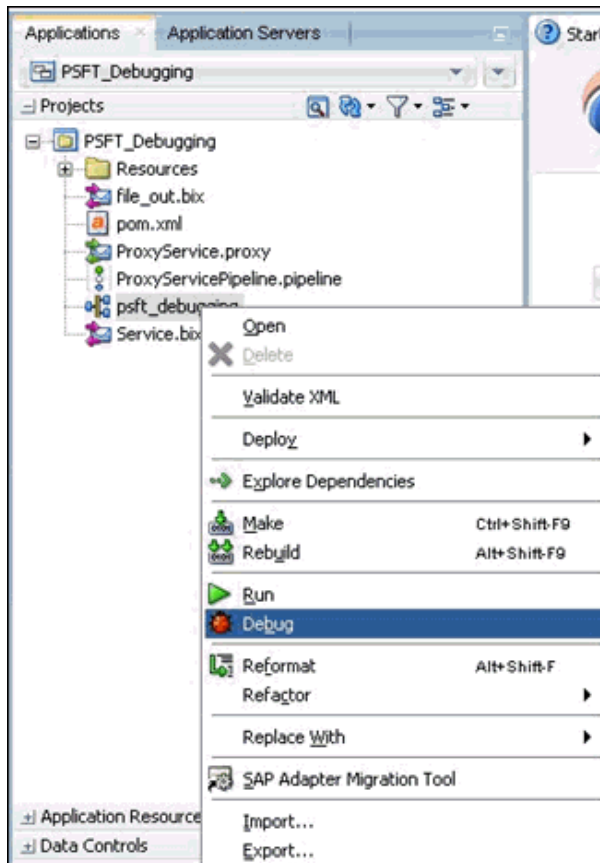 Applications
Application Servers
Start
PSFT_Debugging
Projects
PSFT_Debugging
Resources
file_out.bix
pom.xml
ProxyService.proxy
ProxyServicePipeline.pipeline
psft_debugging
Service.bix
Open
Delete
Validate XML
Deploy
Explore Dependencies
Make Ctrl+Shift-F9
Rebuild Alt+Shift-F9
Run
Debug
Reformat Alt+Shift-F
Refactor
Replace With
SAP Adapter Migration Tool
Import...
Export...
Application Resource
Data Controls